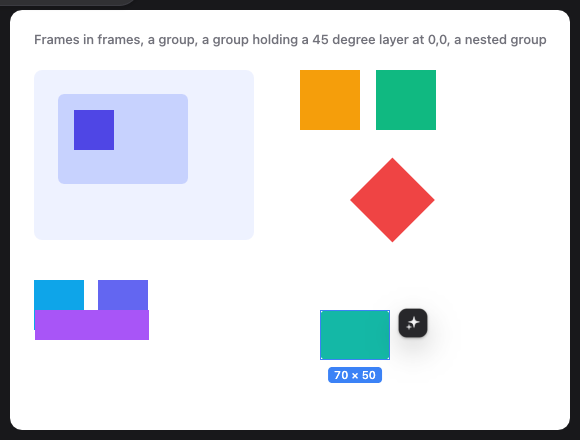 Frames in frames, a group, a group holding a 45 degree layer at 0,0, a nested group
70 × 50